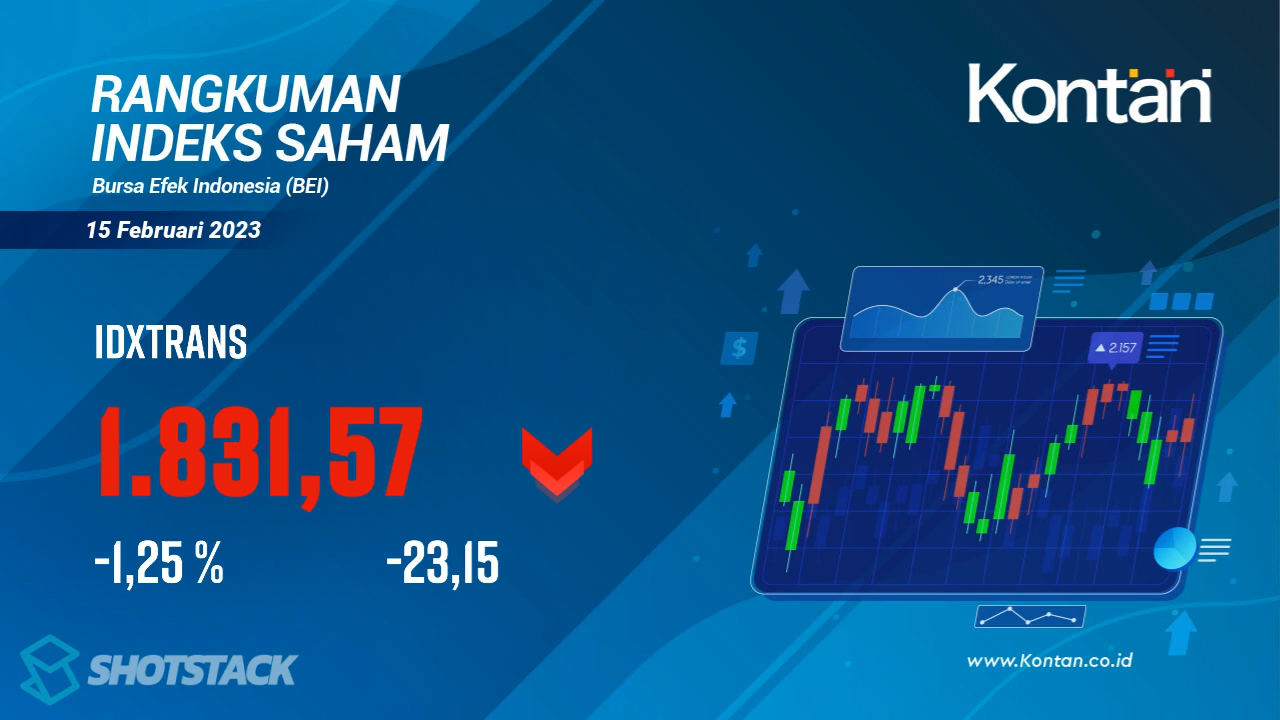 RANGKUMAN
INDEKS SAHAM
Bursa Efek Indonesia (BEI)
15 Februari 2023
Kontan
IDXTRANS
1.831,57
-1,25 %
-23,15
2,345
$
2.157
SHOTSTACK
www.Kontan.co.id